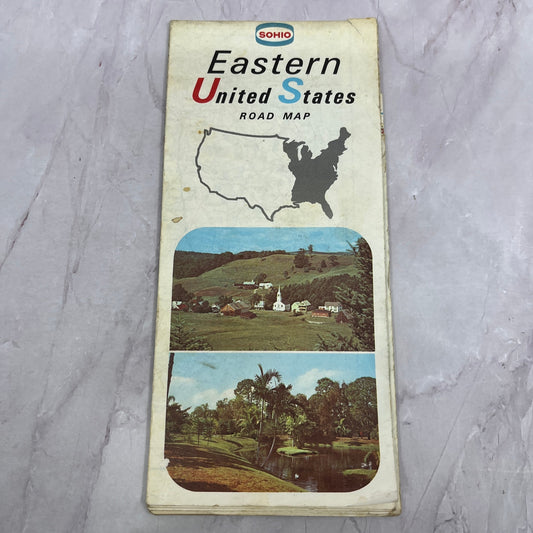 SOHIO
Eastern
United States
ROAD MAP